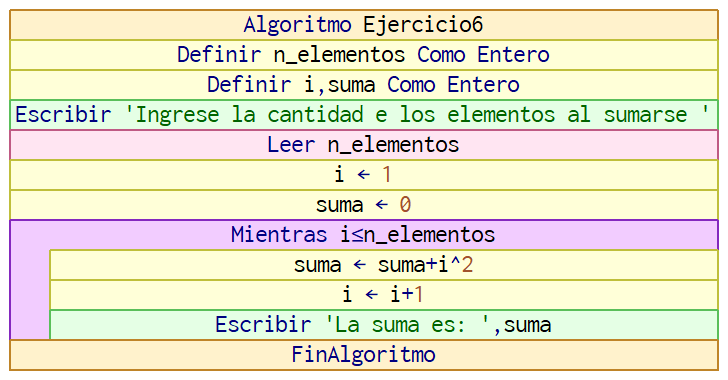 Algoritmo Ejercicio6
Definir n_elementos Como Entero
Definir i,suma Como Entero
Escribir 'Ingrese la cantidad e los elementos al sumarse '
Leer n_elementos
i ← 1
suma ← 0
Mientras i≤n_elementos
suma ← suma+i^2
i ← i+1
Escribir 'La suma es: ',suma
FinAlgoritmo